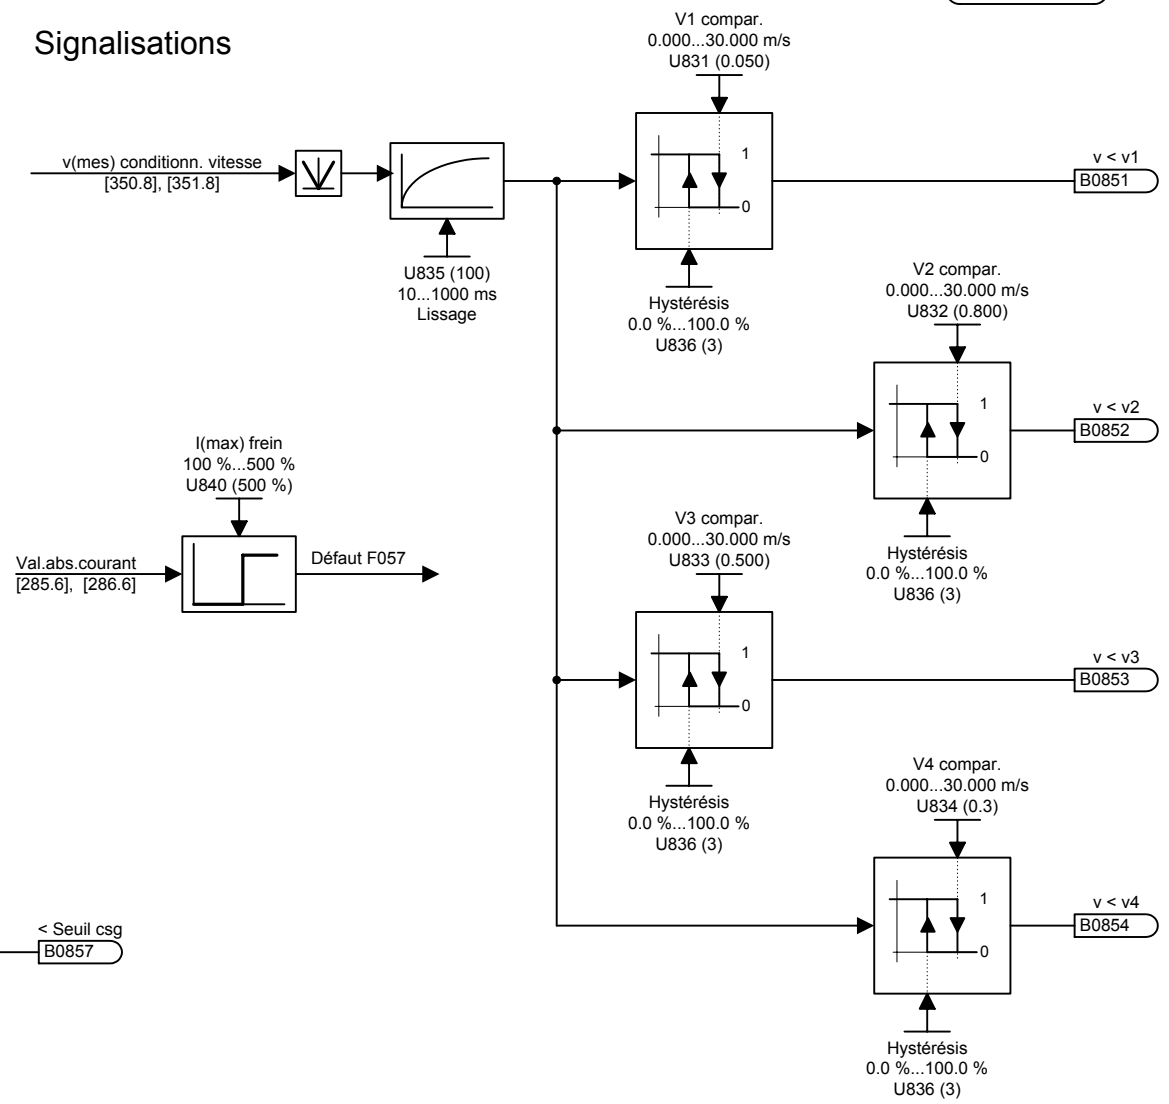 Signalisations
V1 compar.
0.000...30.000 m/s
U831 (0.050)
v(mes) conditionn. vitesse
[350.8], [351.8]
1
0
v < v1
B0851
U835 (100)
10...1000 ms
Lissage
Hystérésis
0.0 %...100.0 %
U836 (3)
V2 compar.
0.000...30.000 m/s
U832 (0.800)
1
0
v < v2
B0852
Hystérésis
0.0 %...100.0 %
U836 (3)
I(max) frein
100 %...500 %
U840 (500 %)
Val.abs.courant
[285.6], [286.6]
Défaut F057
V3 compar.
0.000...30.000 m/s
U833 (0.500)
1
0
v < v3
B0853
Hystérésis
0.0 %...100.0 %
U836 (3)
V4 compar.
0.000...30.000 m/s
U834 (0.3)
1
0
v < v4
B0854
Hystérésis
0.0 %...100.0 %
U836 (3)
< Seuil csg
B0857